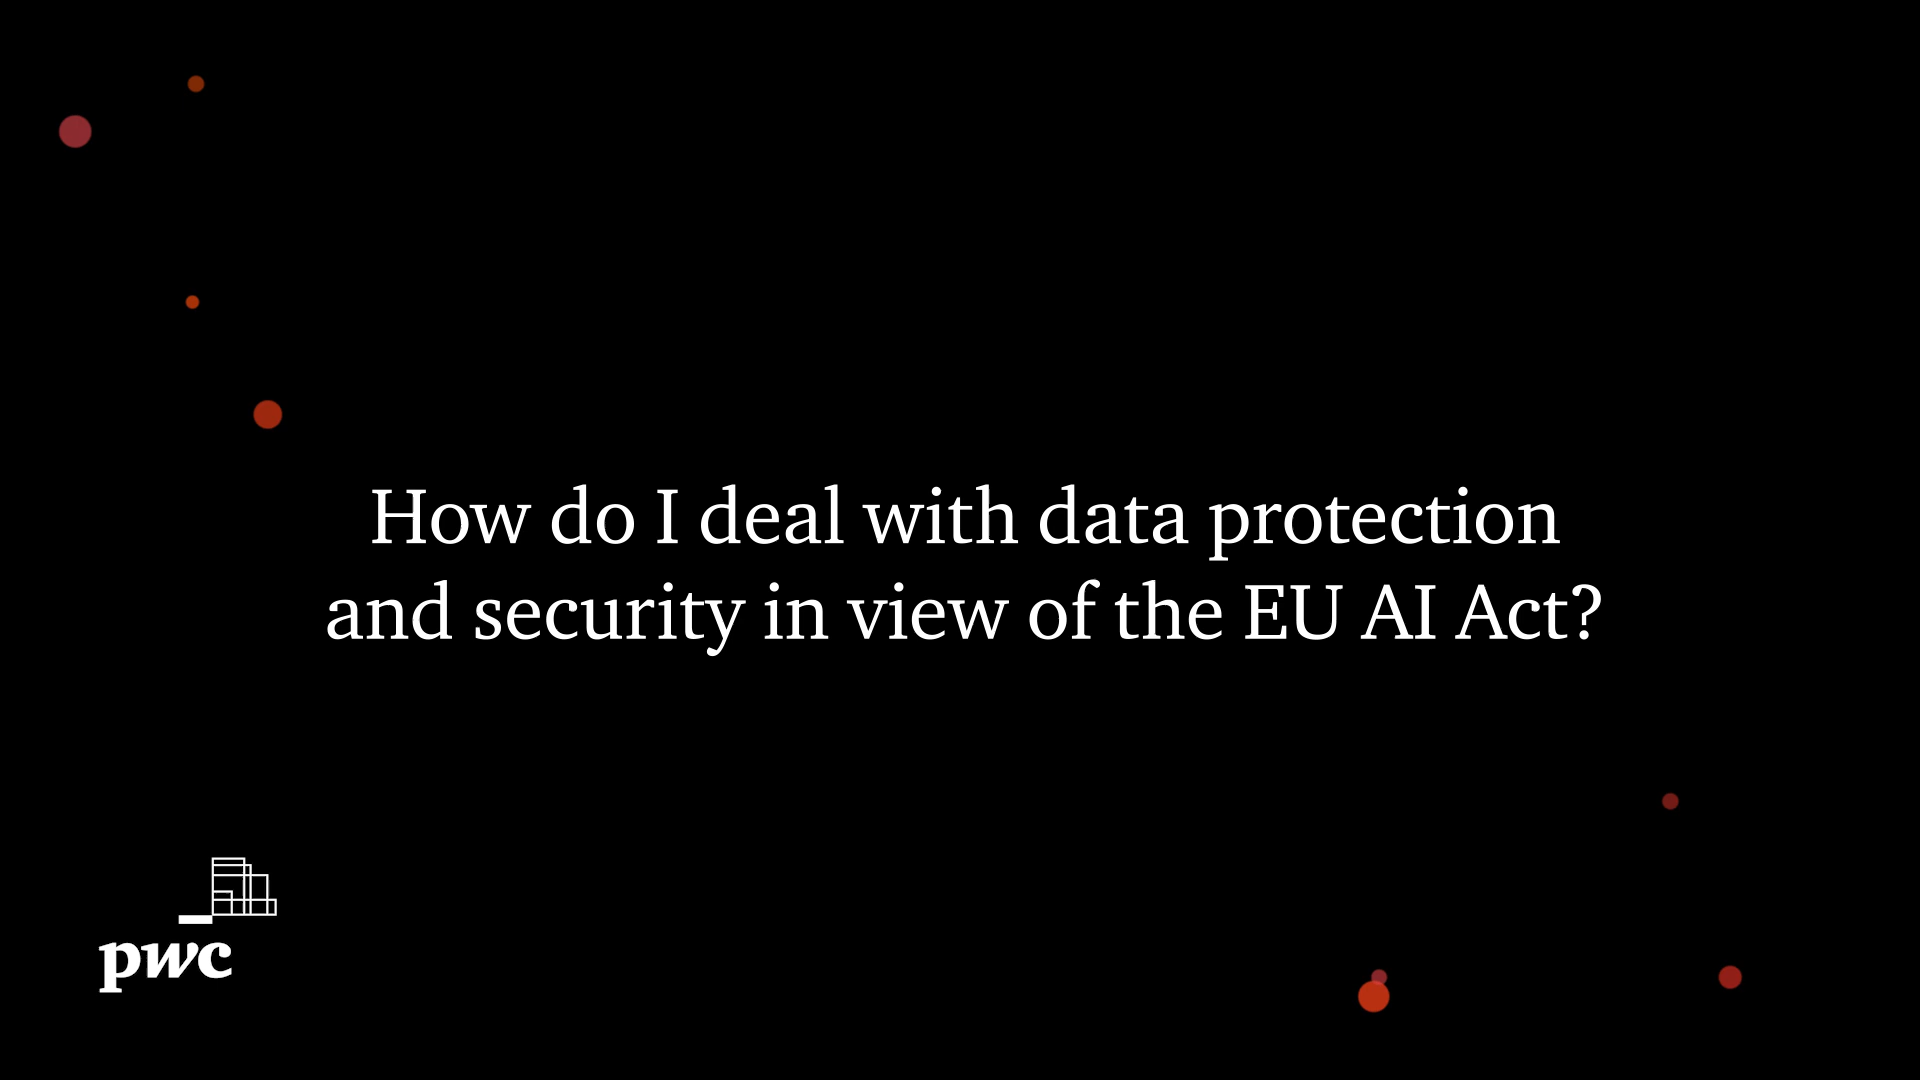 How do I deal with data protection
and security in view of the EU AI Act?
pwc